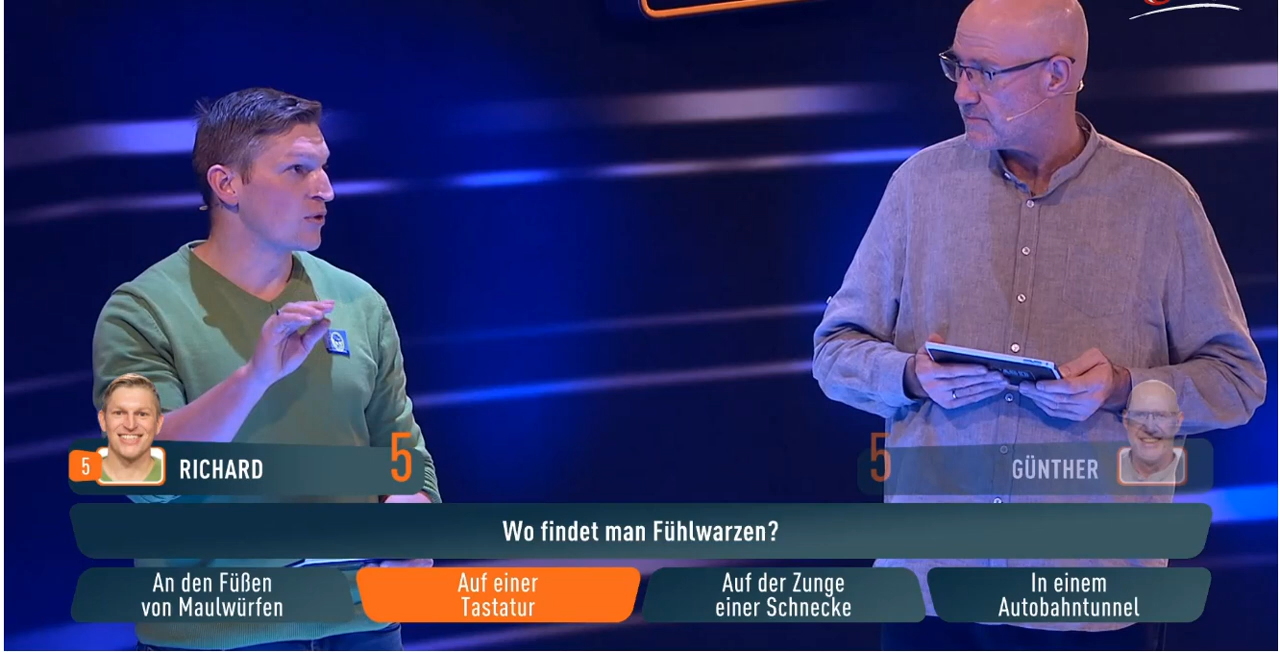 5
RICHARD
5
5
GÜNTHER
Wo findet man Fühlwarzen?
An den Füßen
von Maulwürfen
Auf einer
Tastatur
Auf der Zunge
einer Schnecke
In einem
Autobahntunnel